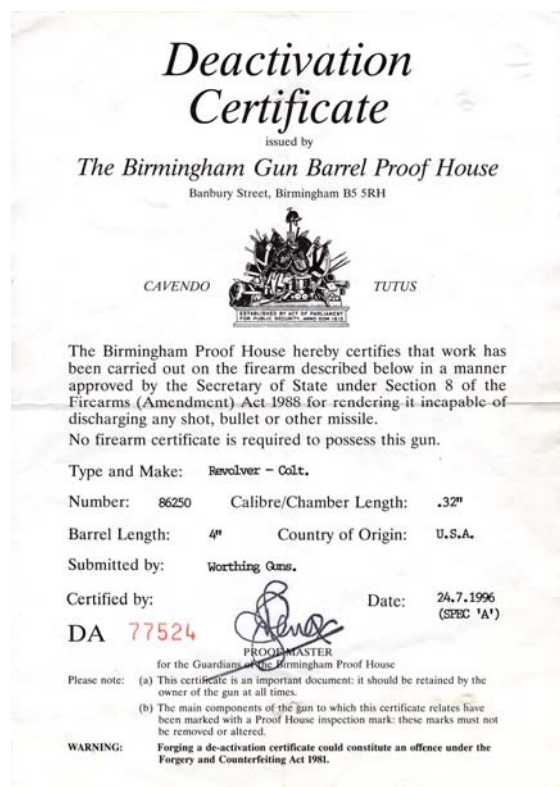 Deactivation
Certificate
issued by
The Birmingham Gun Barrel Proof House
Banbury Street, Birmingham B5 5RH
CAVENDO TUTUS
ESTABLISHED BY ACT OF PARLIAMENT
FOR PUBLIC SECURITY, ANNO DOM 1813
The Birmingham Proof House hereby certifies that work has
been carried out on the firearm described below in a manner
approved by the Secretary of State under Section 8 of the
Firearms (Amendment) Act 1988 for rendering it incapable of
discharging any shot, bullet or other missile.
No firearm certificate is required to possess this gun.
Type and Make: Revolver - Colt.
Number: 86250 Calibre/Chamber Length: .32"
Barrel Length: 4" Country of Origin: U.S.A.
Submitted by: Worthing Guns.
Certified by: Date: 24.7.1996
(SPEC 'A')
DA 77524
PROOF MASTER
for the Guardians of the Birmingham Proof House
Please note: (a) This certificate is an important document: it should be retained by the
owner of the gun at all times.
(b) The main components of the gun to which this certificate relates have
been marked with a Proof House inspection mark: these marks must not
be removed or altered.
WARNING: Forging a de-activation certificate could constitute an offence under the
Forgery and Counterfeiting Act 1981.